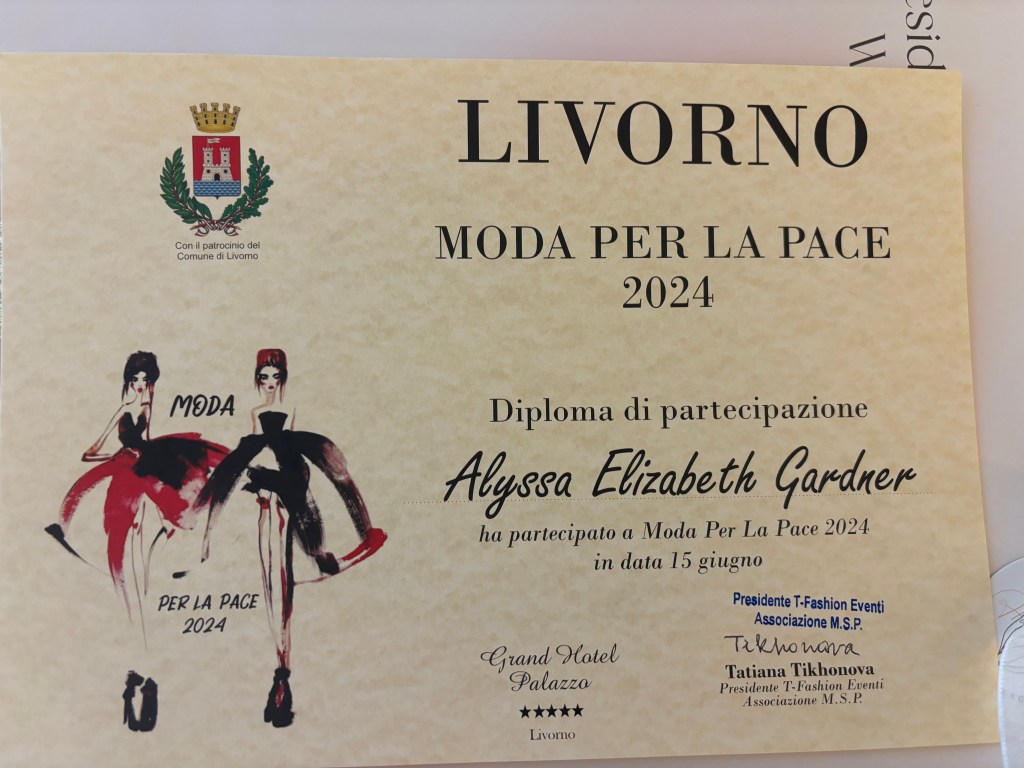 esid
W
Con il patrocinio del
Comune di Livorno
LIVORNO
MODA PER LA PACE
2024
MODA
PER LA PACE
2024
Diploma di partecipazione
Alyssa Elizabeth Gardner
ha partecipato a Moda Per La Pace 2024
in data 15 giugno
Grand Hotel
Palazzo
★★★★★
Livorno
Presidente T-Fashion Eventi
Associazione M.S.P.
Tikhonova
Tatiana Tikhonova
Presidente T-Fashion Eventi
Associazione M.S.P.